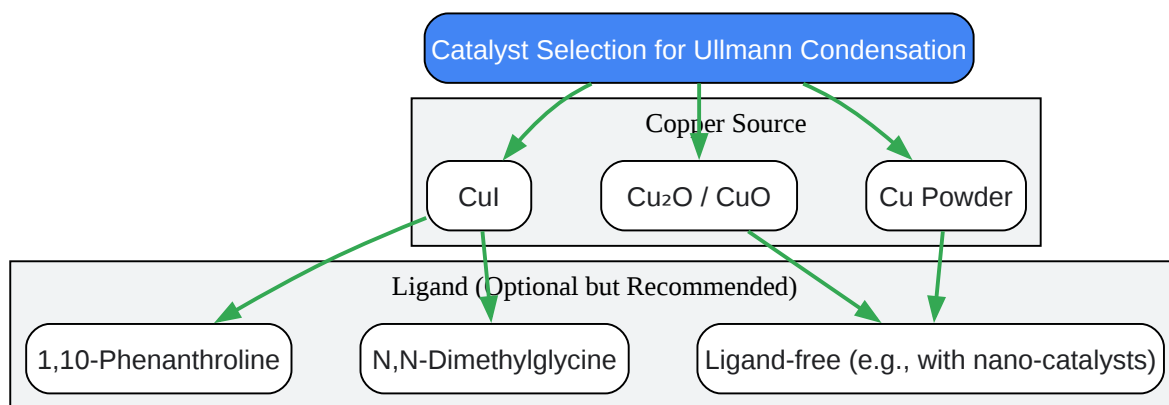 Catalyst Selection for Ullmann Condensation
Copper Source
CuI
Cu₂O / CuO
Cu Powder
Ligand (Optional but Recommended)
1,10-Phenanthroline
N,N-Dimethylglycine
Ligand-free (e.g., with nano-catalysts)